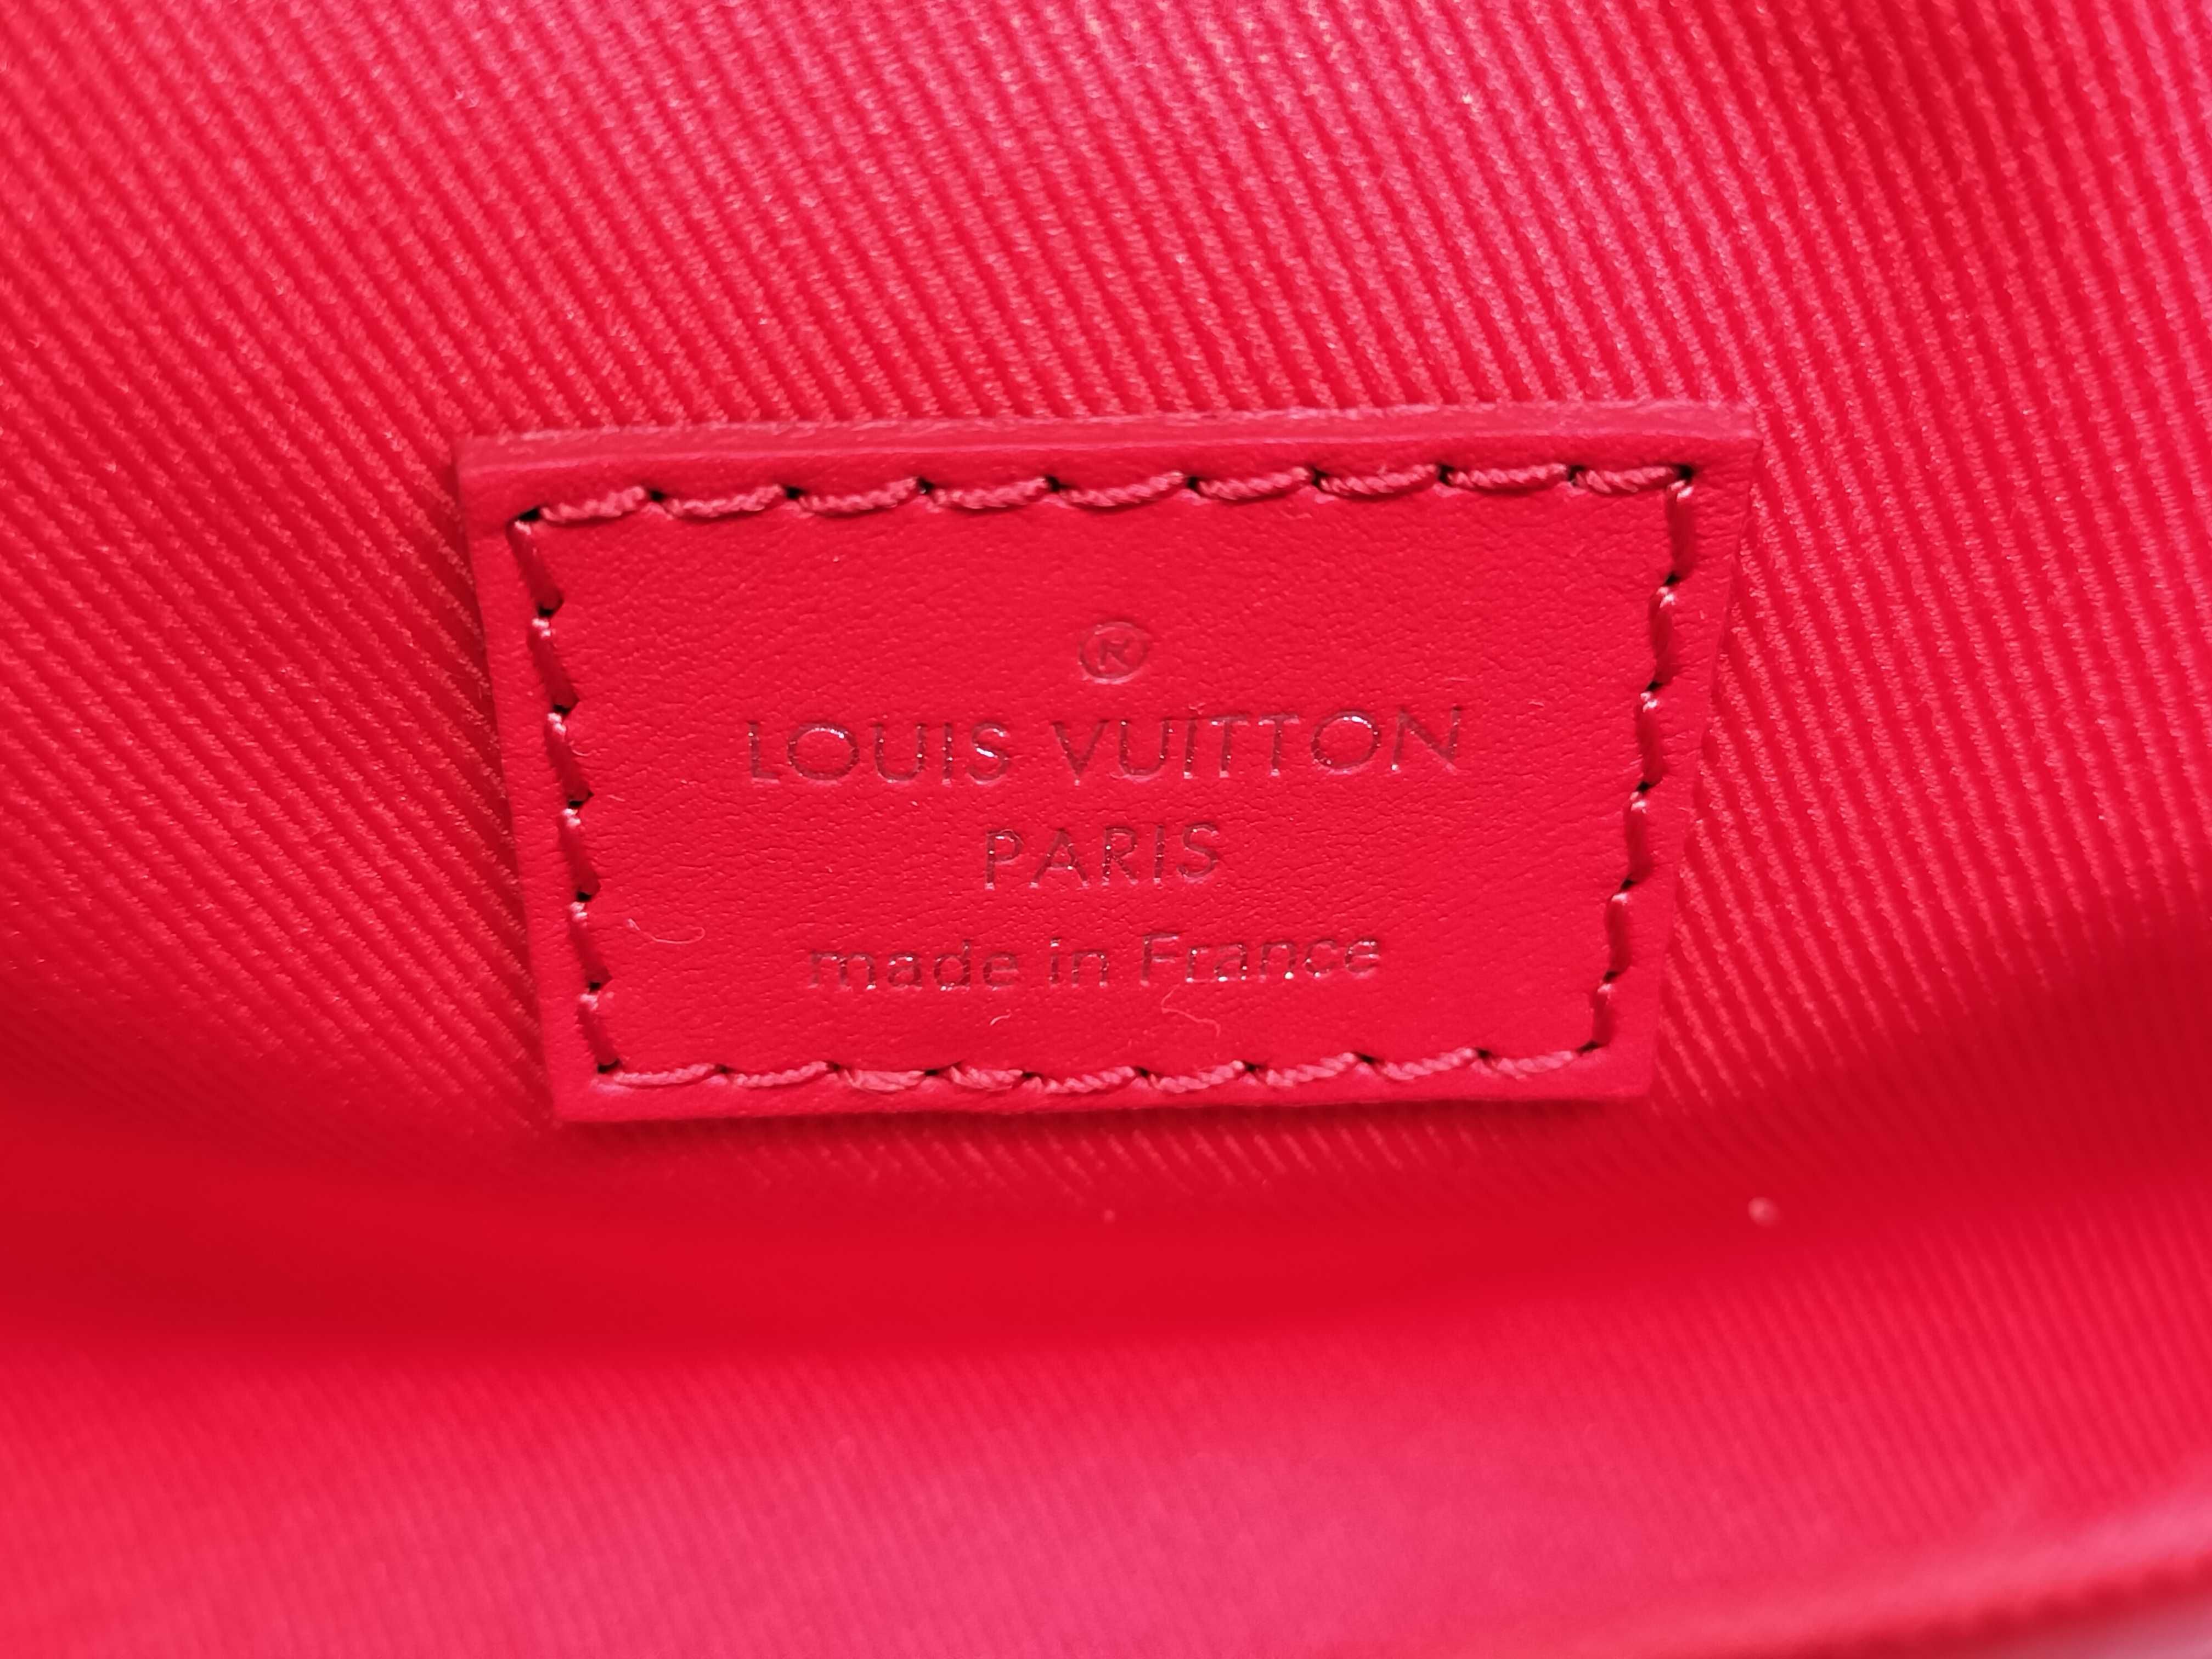 ®
LOUIS VUITTON
PARIS
made in France